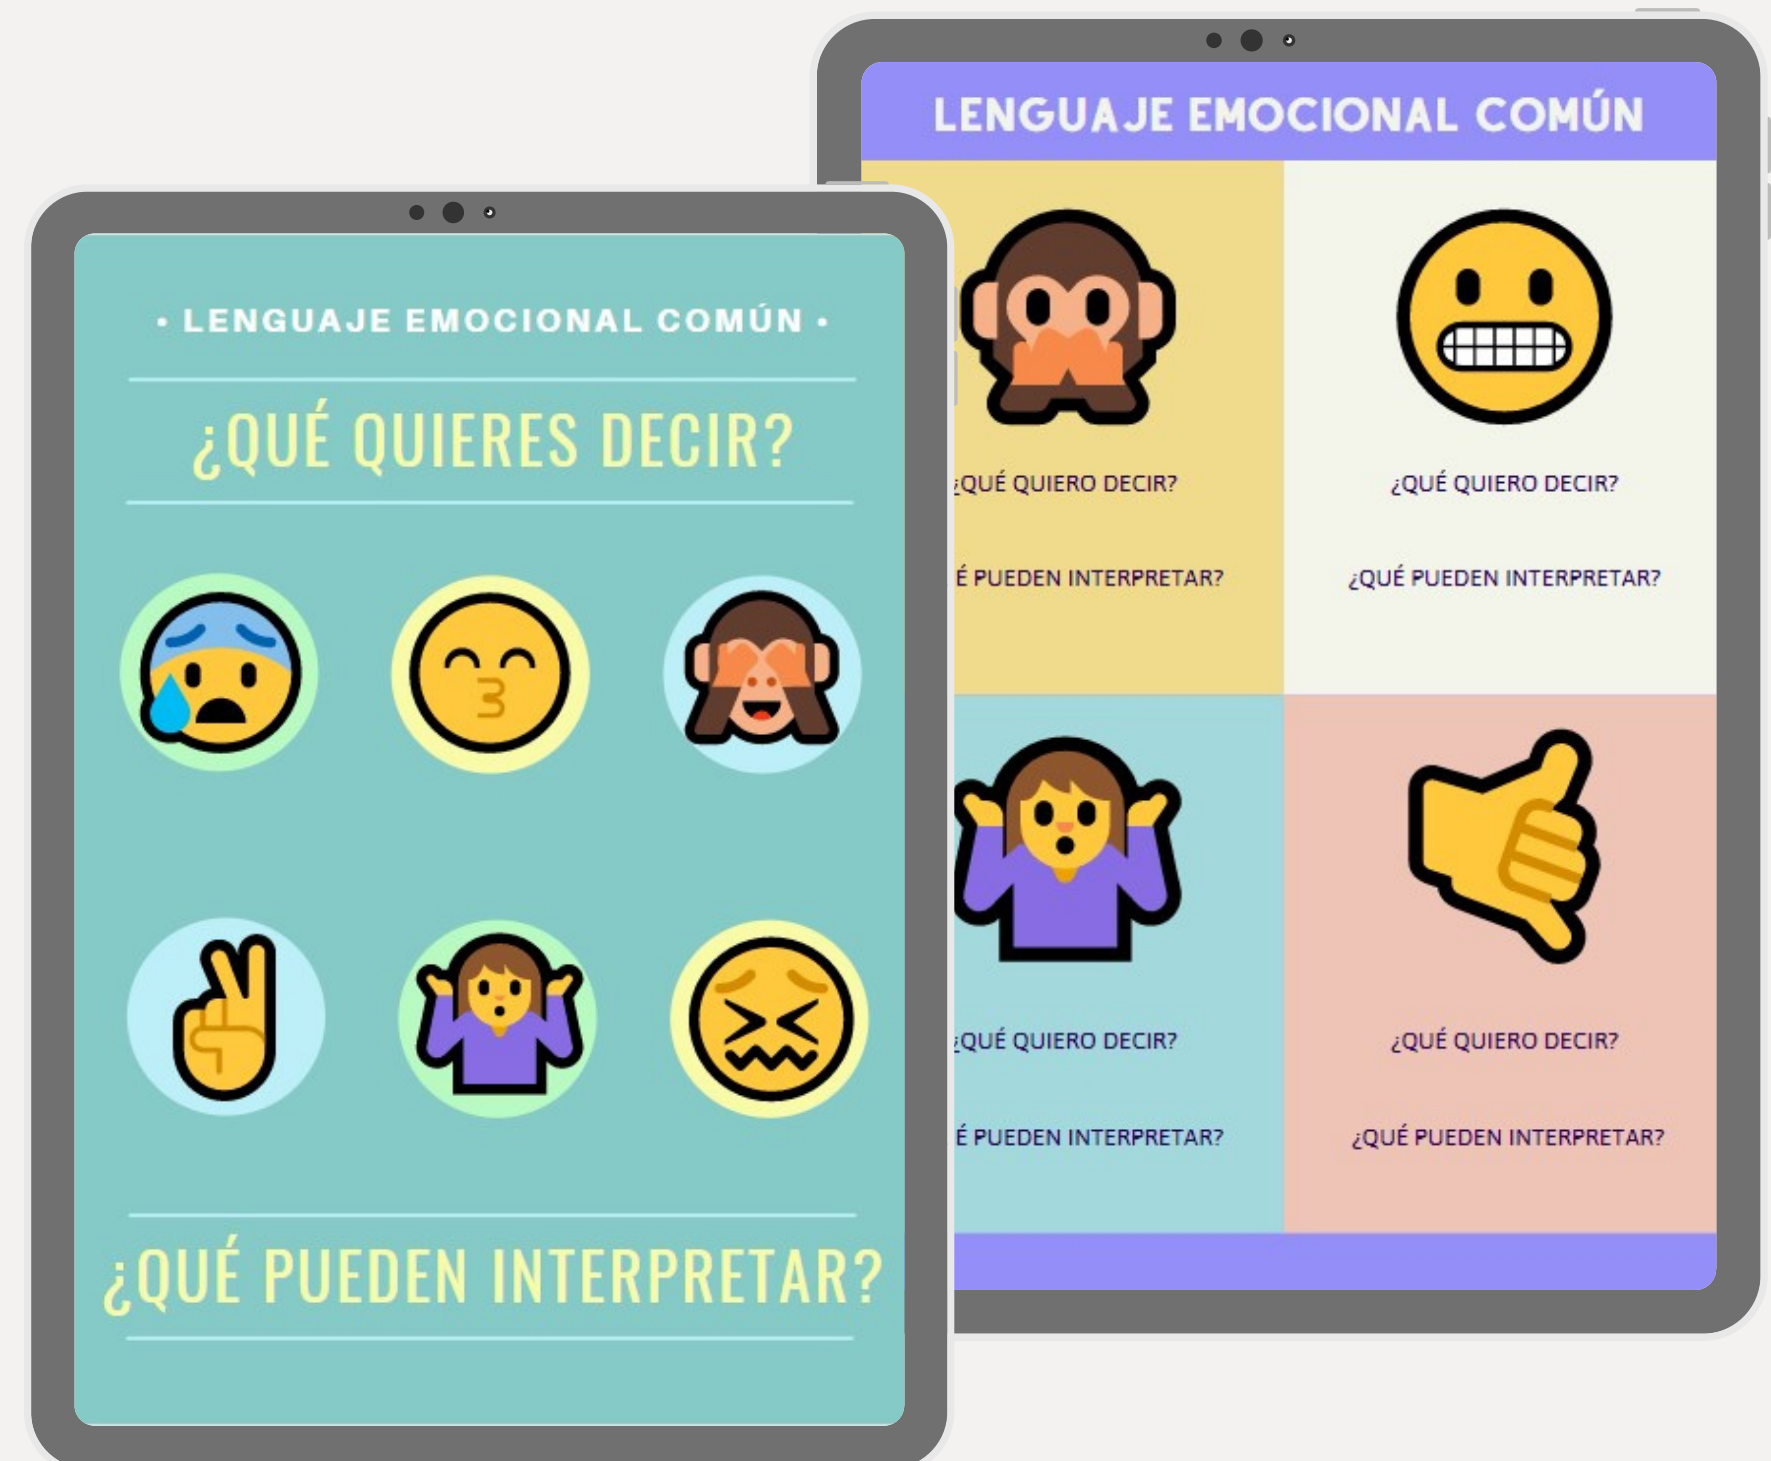 • LENGUAJE EMOCIONAL COMÚN •
¿QUÉ QUIERES DECIR?
¿QUÉ PUEDEN INTERPRETAR?
LENGUAJE EMOCIONAL COMÚN
¿QUÉ QUIERO DECIR?
¿QUÉ QUIERO DECIR?
PUEDEN INTERPRETAR?
¿QUÉ PUEDEN INTERPRETAR?
¿QUÉ QUIERO DECIR?
¿QUÉ QUIERO DECIR?
PUEDEN INTERPRETAR?
¿QUÉ PUEDEN INTERPRETAR?